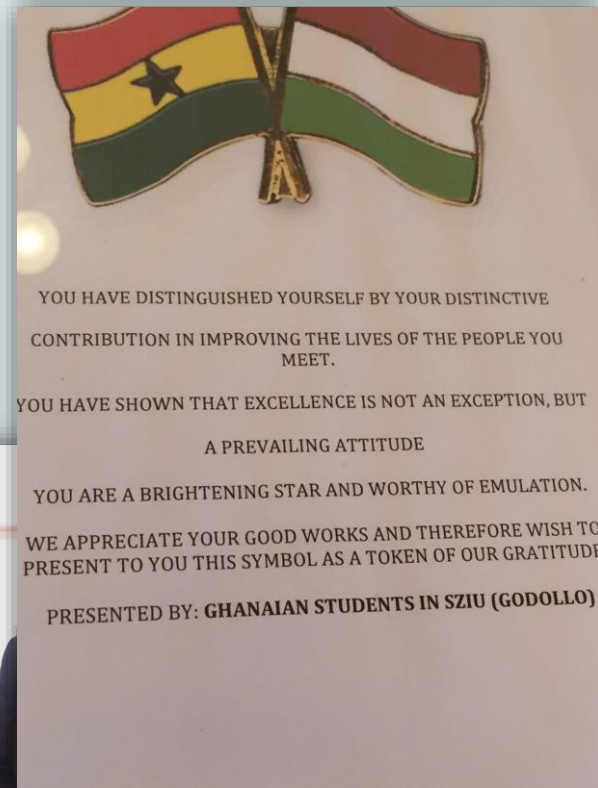 YOU HAVE DISTINGUISHED YOURSELF BY YOUR DISTINCTIVE
CONTRIBUTION IN IMPROVING THE LIVES OF THE PEOPLE YOU
MEET.
YOU HAVE SHOWN THAT EXCELLENCE IS NOT AN EXCEPTION, BUT
A PREVAILING ATTITUDE
YOU ARE A BRIGHTENING STAR AND WORTHY OF EMULATION.
WE APPRECIATE YOUR GOOD WORKS AND THEREFORE WISH TO
PRESENT TO YOU THIS SYMBOL AS A TOKEN OF OUR GRATITUDE
PRESENTED BY: GHANAIAN STUDENTS IN SZIU (GODOLLO)